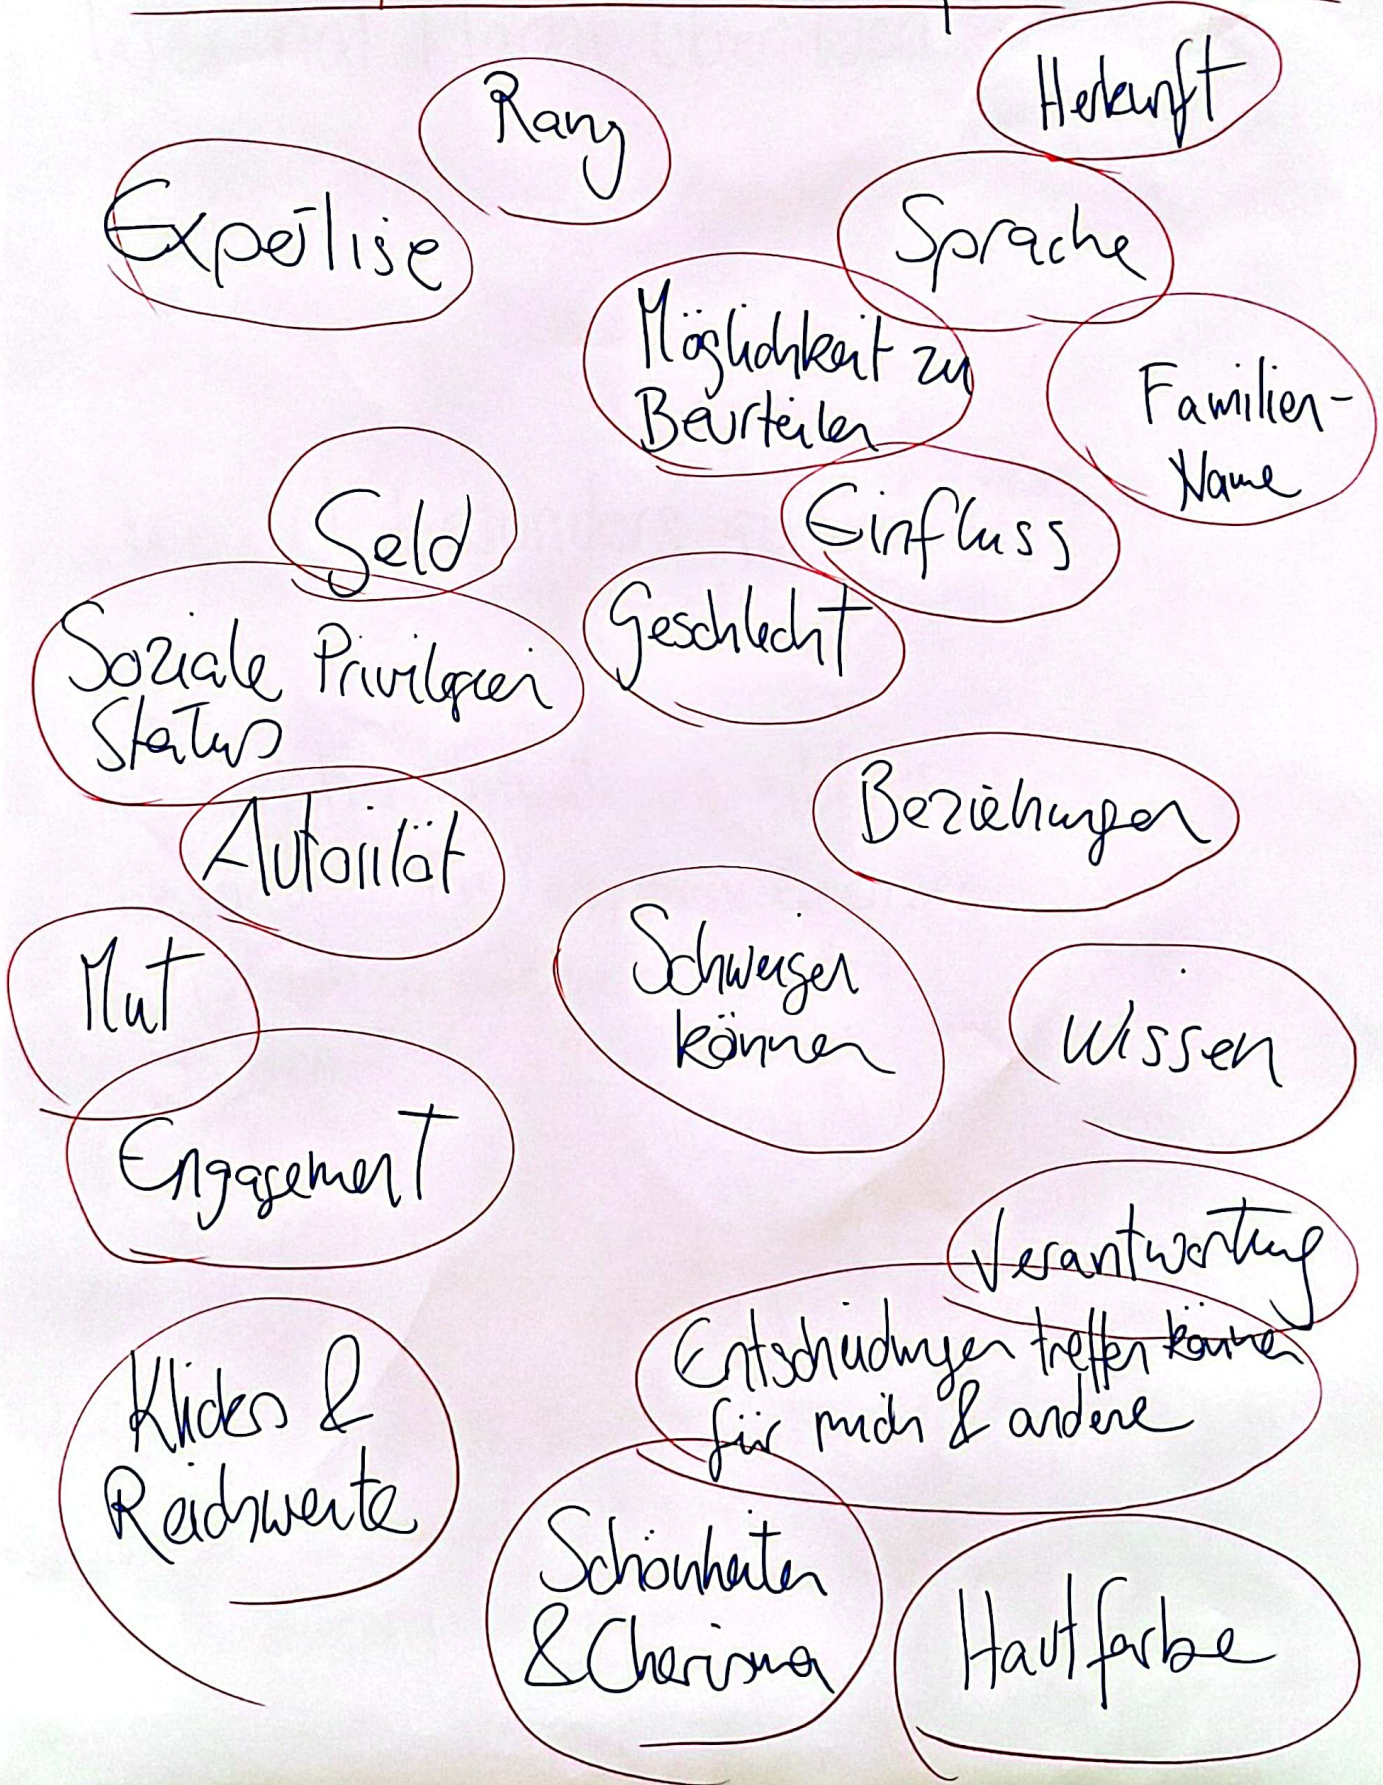 Herkunft
Rang
Expertise
Sprache
Möglichkeit zu
Beurteilen
Familien-
Name
Geld
Einfluss
Geschlecht
Soziale Privilegien
Status
Beziehungen
Autorität
Schweigen
können
Mut
Wissen
Engagement
Verantwortung
Entscheidungen treffen können
für mich & andere
Klicks &
Reichweite
Schönheiten
& Charisma
Hautfarbe